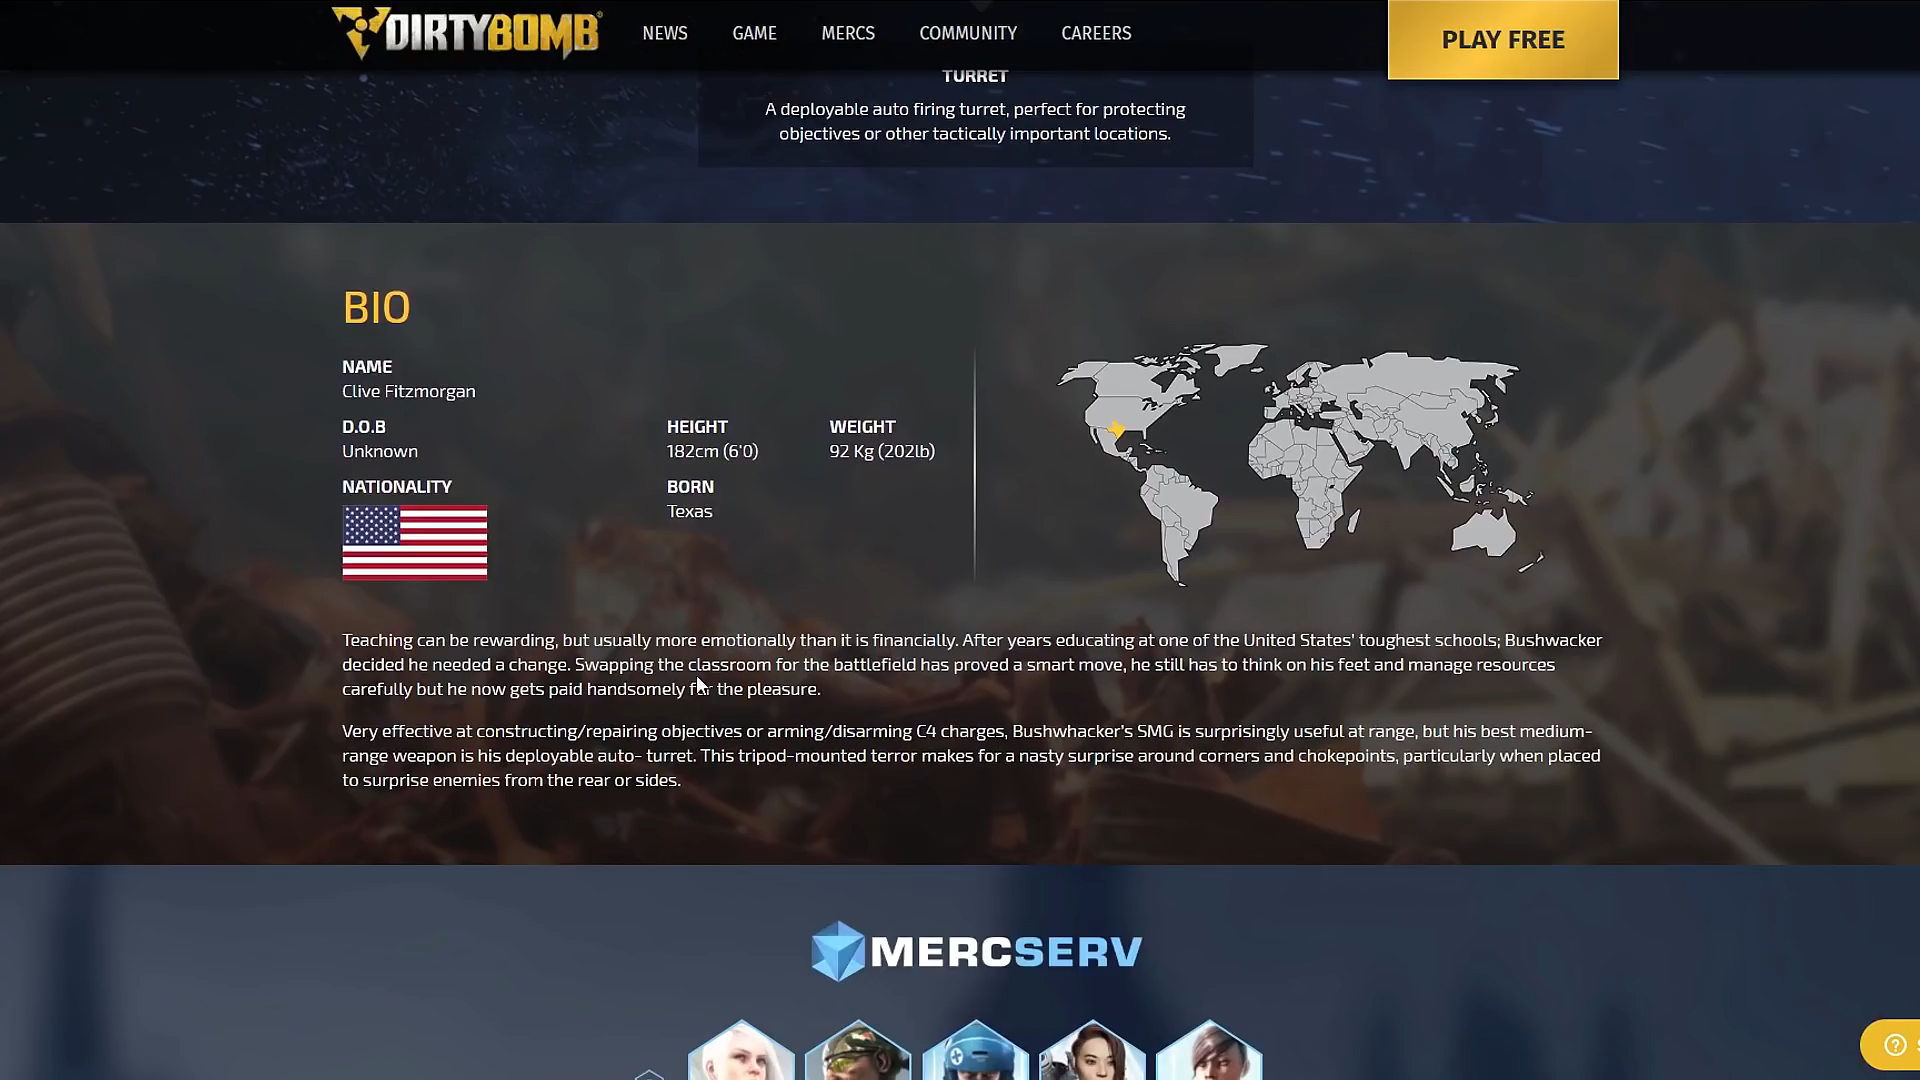 DIRTYBOMB®
NEWS
GAME
MERCS
COMMUNITY
CAREERS
PLAY FREE
TURRET
A deployable auto firing turret, perfect for protecting
objectives or other tactically important locations.
BIO
NAME
Clive Fitzmorgan
D.O.B
Unknown
HEIGHT
182cm (6'0)
WEIGHT
92 Kg (202lb)
NATIONALITY
BORN
Texas
Teaching can be rewarding, but usually more emotionally than it is financially. After years educating at one of the United States' toughest schools; Bushwacker
decided he needed a change. Swapping the classroom for the battlefield has proved a smart move, he still has to think on his feet and manage resources
carefully but he now gets paid handsomely for the pleasure.
Very effective at constructing/repairing objectives or arming/disarming C4 charges, Bushwhacker's SMG is surprisingly useful at range, but his best medium-
range weapon is his deployable auto- turret. This tripod-mounted terror makes for a nasty surprise around corners and chokepoints, particularly when placed
to surprise enemies from the rear or sides.
MERCSERV